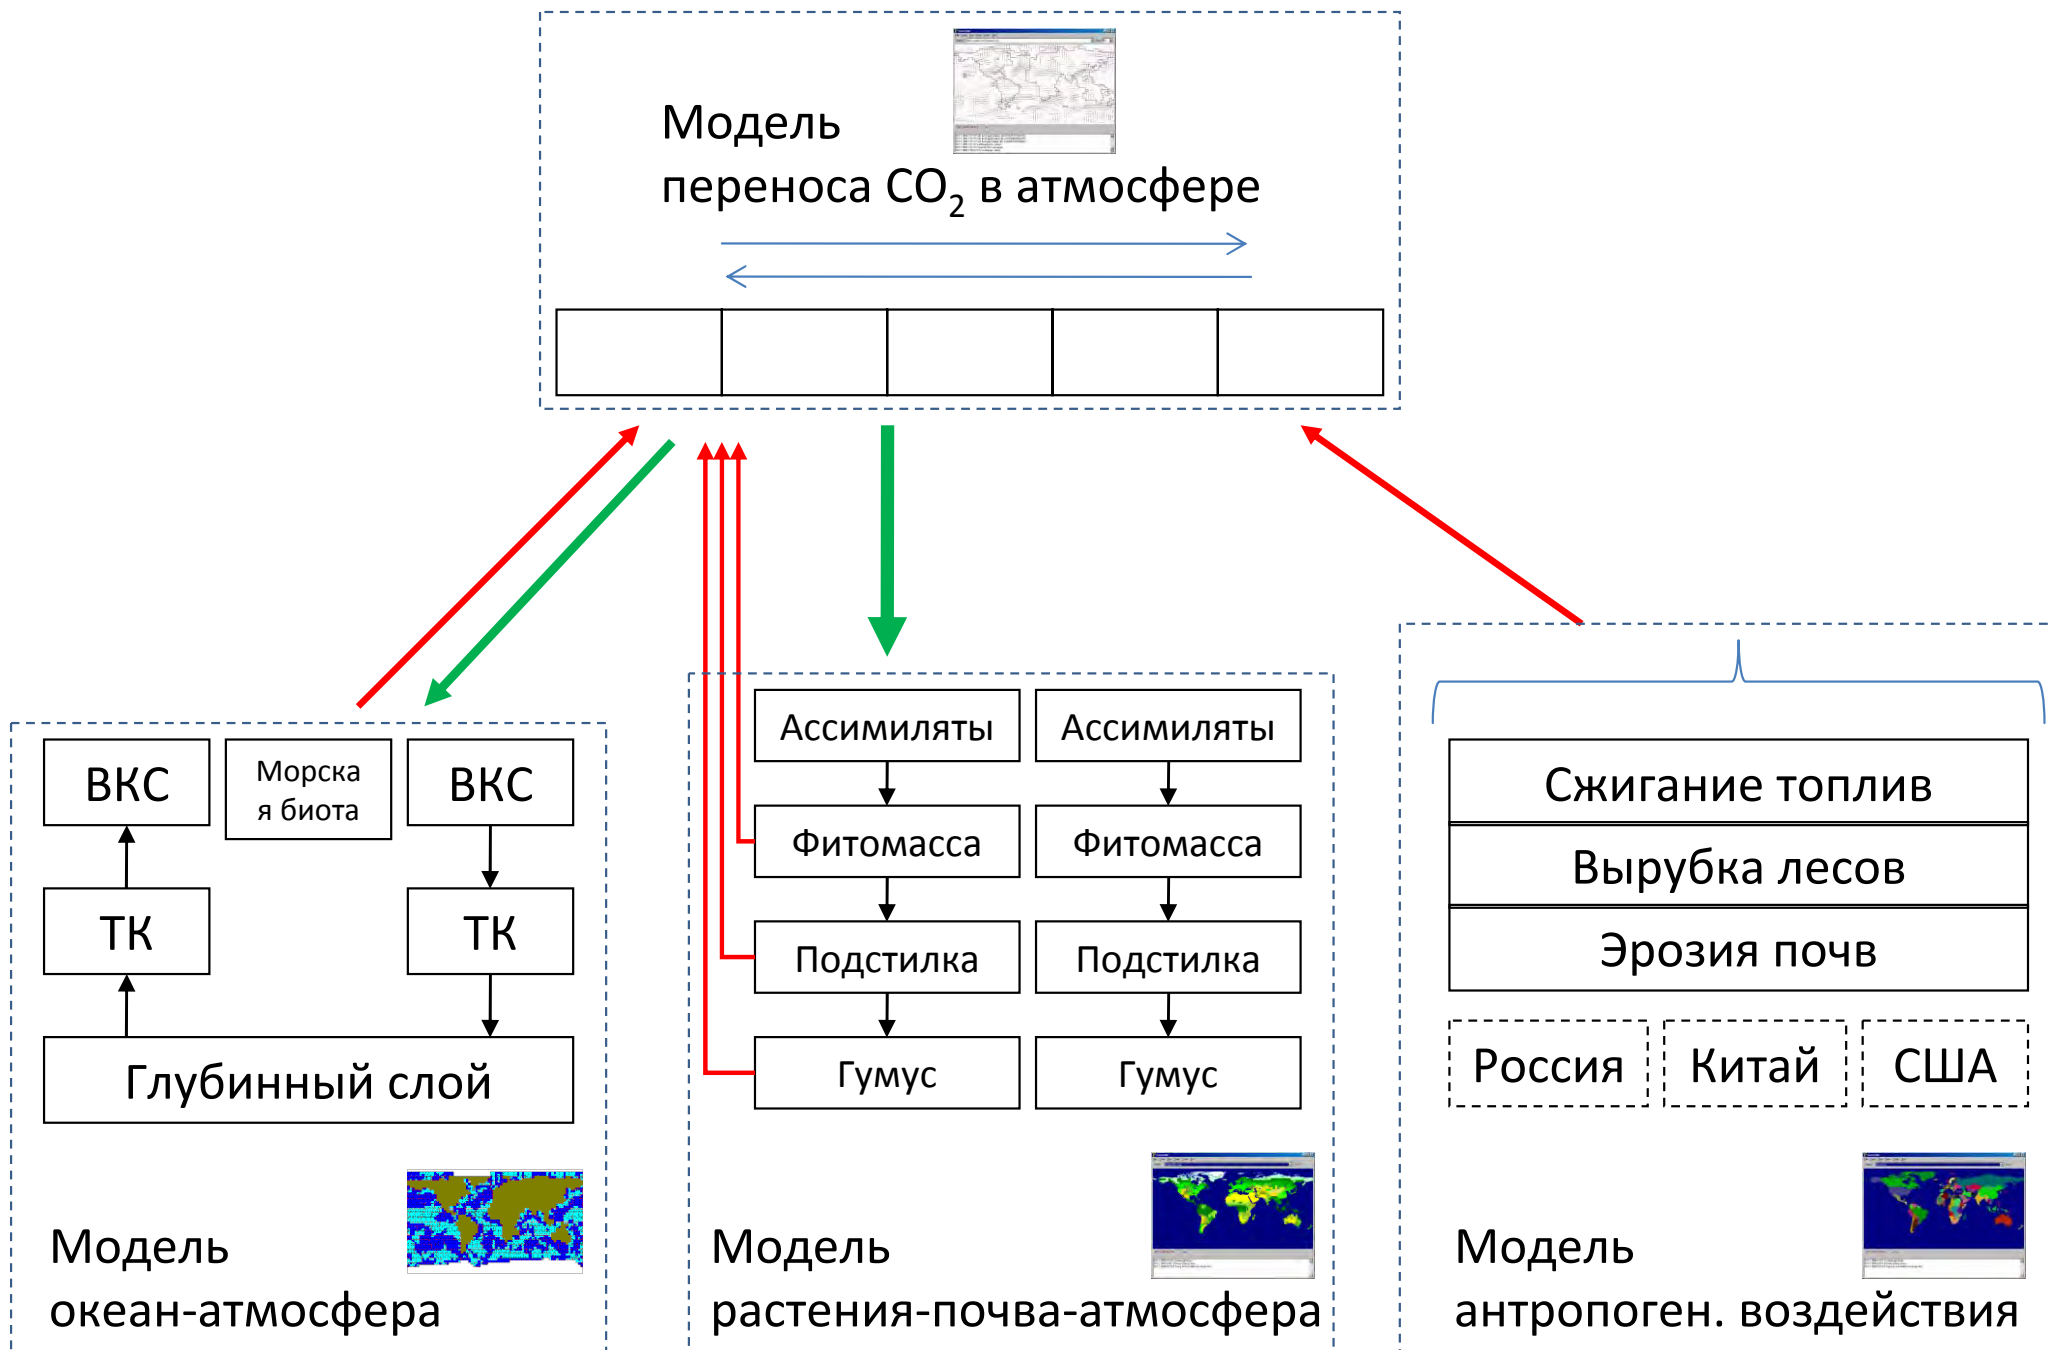 Модель
переноса CO2 в атмосфере
ВКС
Морска
я биота
ВКС
ТК
ТК
Глубинный слой
Модель
океан-атмосфера
Ассимиляты
Ассимиляты
Фитомасса
Фитомасса
Подстилка
Подстилка
Гумус
Гумус
Модель
растения-почва-атмосфера
Сжигание топлив
Вырубка лесов
Эрозия почв
Россия
Китай
США
Модель
антропоген. воздействия